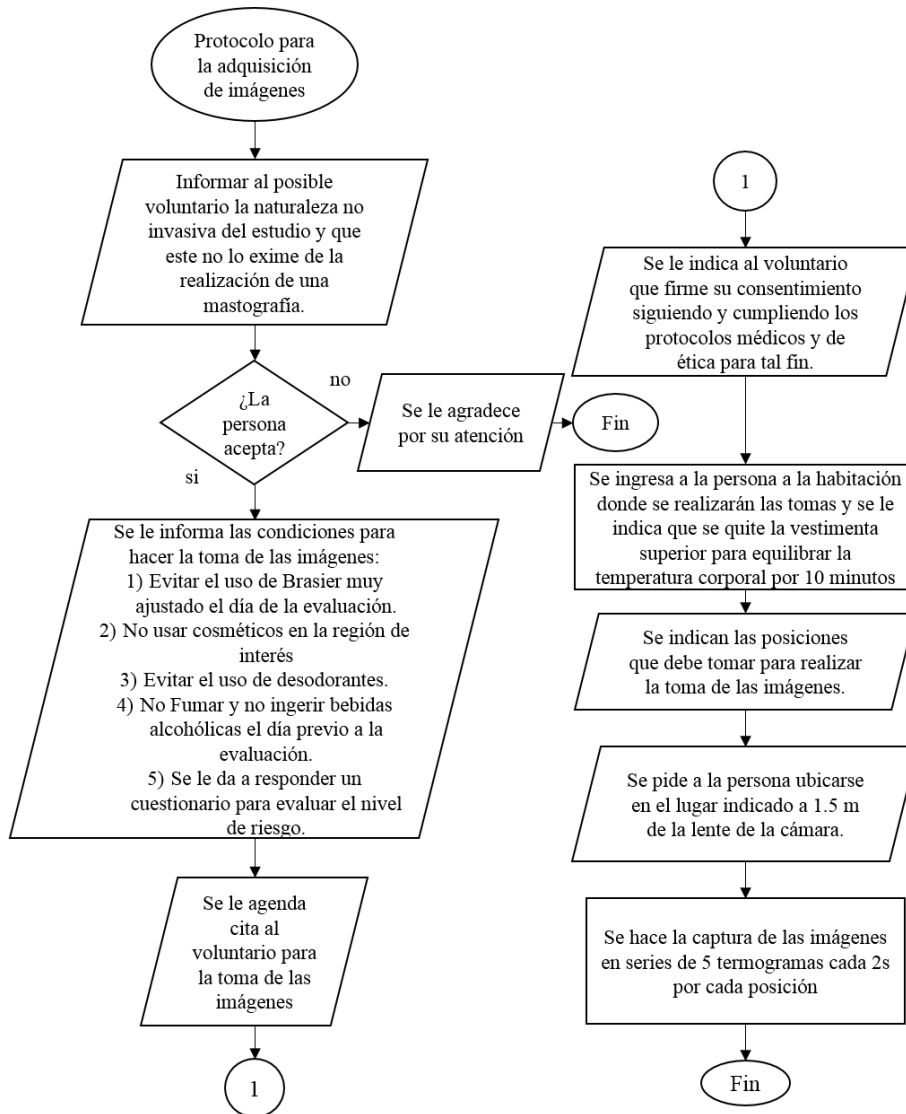 Protocolo para
la adquisición
de imágenes
Informar al posible
voluntario la naturaleza no
invasiva del estudio y que
este no lo exime de la
realización de una
mastografía.
¿La
persona
acepta?
no
si
Se le agradece
por su atención
Fin
Se le informa las condiciones para
hacer la toma de las imágenes:
1) Evitar el uso de Brasier muy
ajustado el día de la evaluación.
2) No usar cosméticos en la región de
interés
3) Evitar el uso de desodorantes.
4) No Fumar y no ingerir bebidas
alcohólicas el día previo a la
evaluación.
5) Se le da a responder un
cuestionario para evaluar el nivel
de riesgo.
Se le agenda
cita al
voluntario para
la toma de las
imágenes
1
1
Se le indica al voluntario
que firme su consentimiento
siguiendo y cumpliendo los
protocolos médicos y de
ética para tal fin.
Se ingresa a la persona a la habitación
donde se realizarán las tomas y se le
indica que se quite la vestimenta
superior para equilibrar la
temperatura corporal por 10 minutos
Se indican las posiciones
que debe tomar para realizar
la toma de las imágenes.
Se pide a la persona ubicarse
en el lugar indicado a 1.5 m
de la lente de la cámara.
Se hace la captura de las imágenes
en series de 5 termogramas cada 2s
por cada posición
Fin